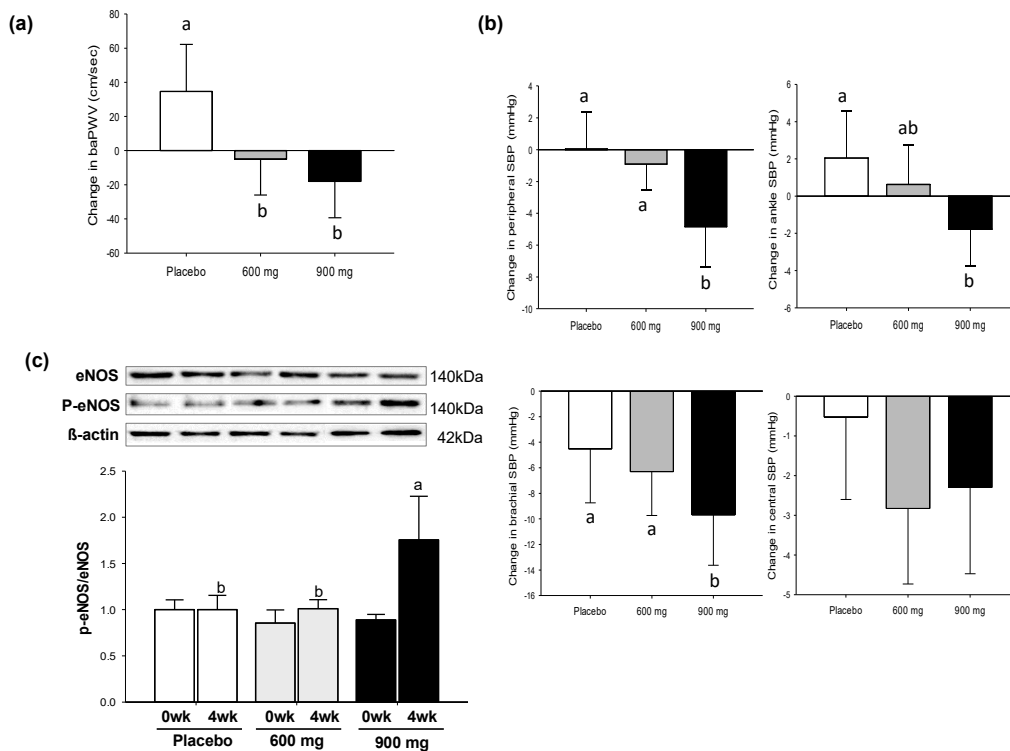 (a)
a
b
b
Change in baPWV (cm/sec)
80
60
40
20
0
-20
-40
-60
Placebo
600 mg
900 mg
(b)
a
a
b
Change in peripheral SBP (mmHg)
4
2
0
-2
-4
-6
-8
-10
Placebo
600 mg
900 mg
a
ab
b
Change in ankle SBP (mmHg)
6
4
2
0
-2
-4
-6
Placebo
600 mg
900 mg
a
a
b
Change in brachial SBP (mmHg)
0
-2
-4
-6
-8
-10
-12
-14
-16
Placebo
600 mg
900 mg
Change in central SBP (mmHg)
0
-1
-2
-3
-4
-5
Placebo
600 mg
900 mg
(c)
eNOS 140kDa
P-eNOS 140kDa
ß-actin 42kDa
p-eNOS/eNOS
2.5
2.0
1.5
1.0
0.5
0.0
b
b
a
0wk 4wk 0wk 4wk 0wk 4wk
Placebo 600 mg 900 mg